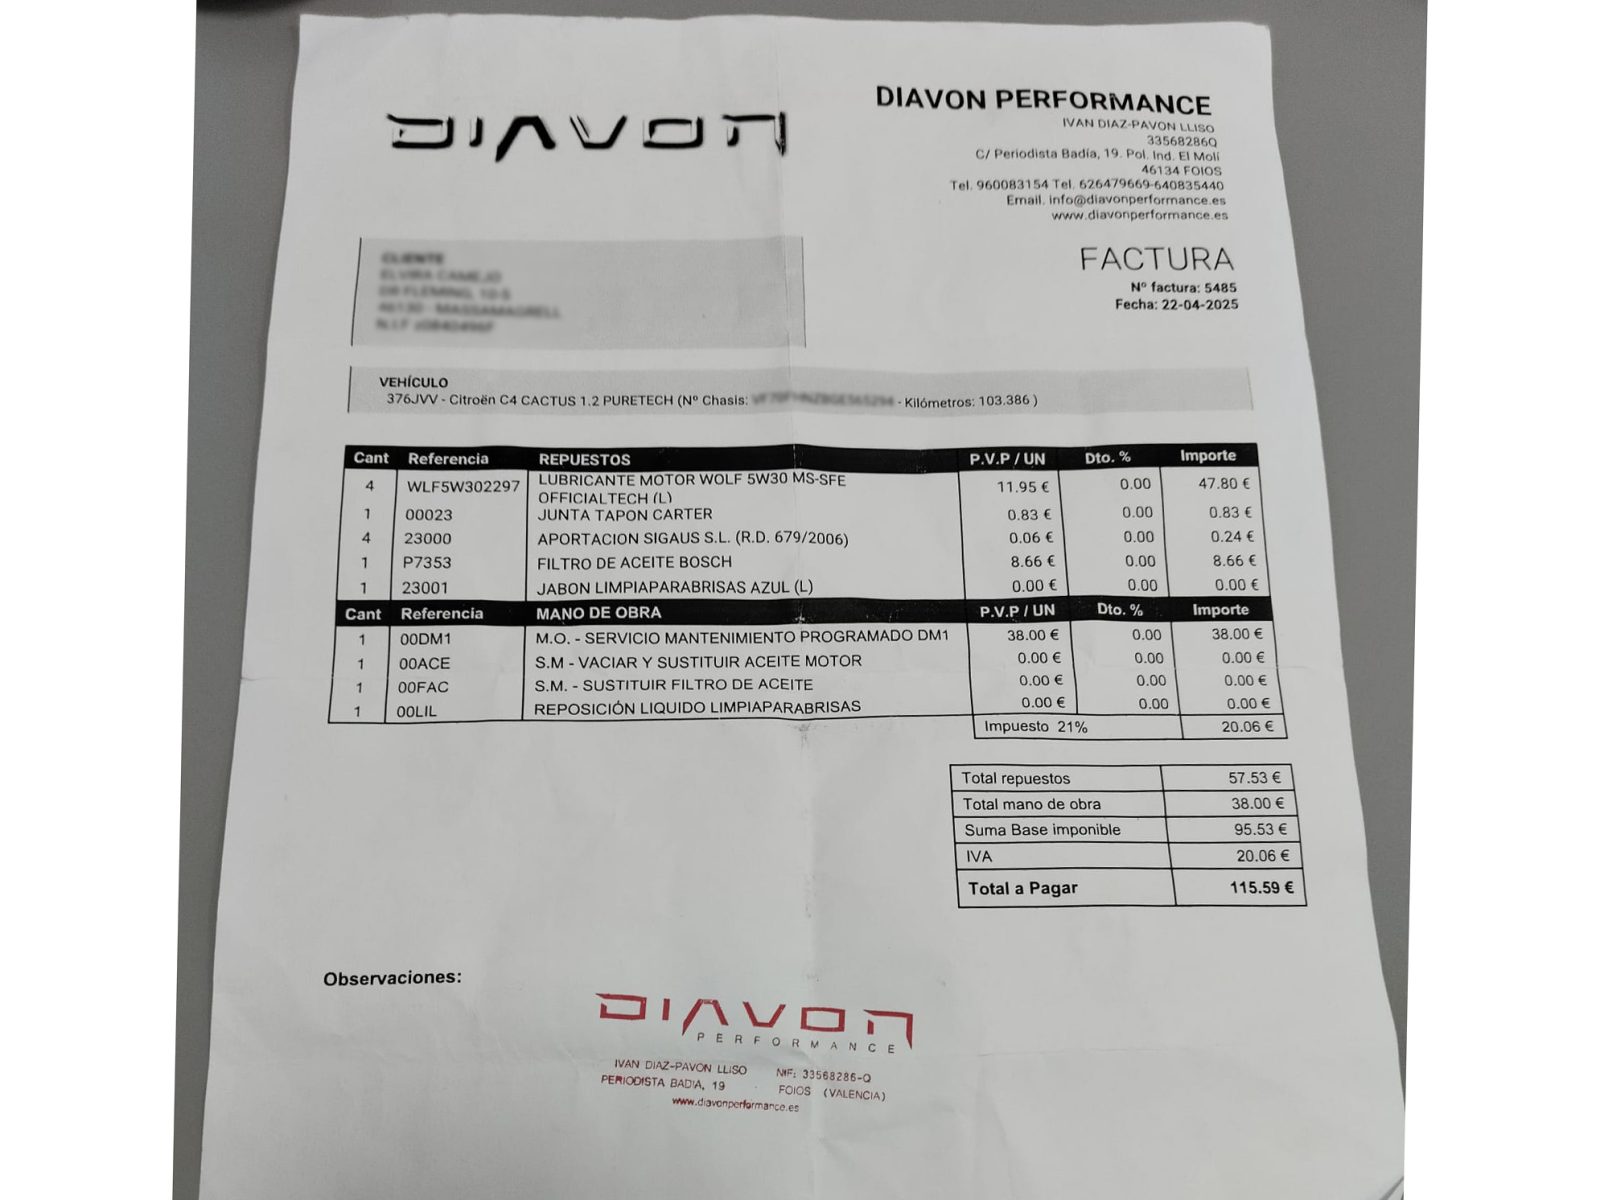 DIAVON
DIAVON PERFORMANCE
IVAN DIAZ-PAVON LLISO
33568286Q
C/ Periodista Badía, 19. Pol. Ind. El Molí
46134 FOIOS
Tel. 960083154 Tel. 626479669-640835440
Email. info@diavonperformance.es
www.diavonperformance.es
FACTURA
Nº factura: 5485
Fecha: 22-04-2025
CLIENTE
VEHÍCULO
376JVV - Citroën C4 CACTUS 1.2 PURETECH (Nº Chasis: - Kilómetros: 103.386 )
Cant Referencia REPUESTOS P.V.P / UN Dto. % Importe
4 WLF5W302297 LUBRICANTE MOTOR WOLF 5W30 MS-SFE 11.95 € 0.00 47.80 €
OFFICIALTECH (L)
1 00023 JUNTA TAPON CARTER 0.83 € 0.00 0.83 €
4 23000 APORTACION SIGAUS S.L. (R.D. 679/2006) 0.06 € 0.00 0.24 €
1 P7353 FILTRO DE ACEITE BOSCH 8.66 € 0.00 8.66 €
1 23001 JABON LIMPIAPARABRISAS AZUL (L) 0.00 € 0.00 0.00 €
Cant Referencia MANO DE OBRA P.V.P / UN Dto. % Importe
1 00DM1 M.O. - SERVICIO MANTENIMIENTO PROGRAMADO DM1 38.00 € 0.00 38.00 €
1 00ACE S.M - VACIAR Y SUSTITUIR ACEITE MOTOR 0.00 € 0.00 0.00 €
1 00FAC S.M. - SUSTITUIR FILTRO DE ACEITE 0.00 € 0.00 0.00 €
1 00LIL REPOSICIÓN LIQUIDO LIMPIAPARABRISAS 0.00 € 0.00 0.00 €
Impuesto 21% 20.06 €
Total repuestos 57.53 €
Total mano de obra 38.00 €
Suma Base imponible 95.53 €
IVA 20.06 €
Total a Pagar 115.59 €
Observaciones:
DIAVON
PERFORMANCE
IVAN DIAZ-PAVON LLISO NIF: 33568286-Q
PERIODISTA BADIA, 19 FOIOS (VALENCIA)
www.diavonperformance.es